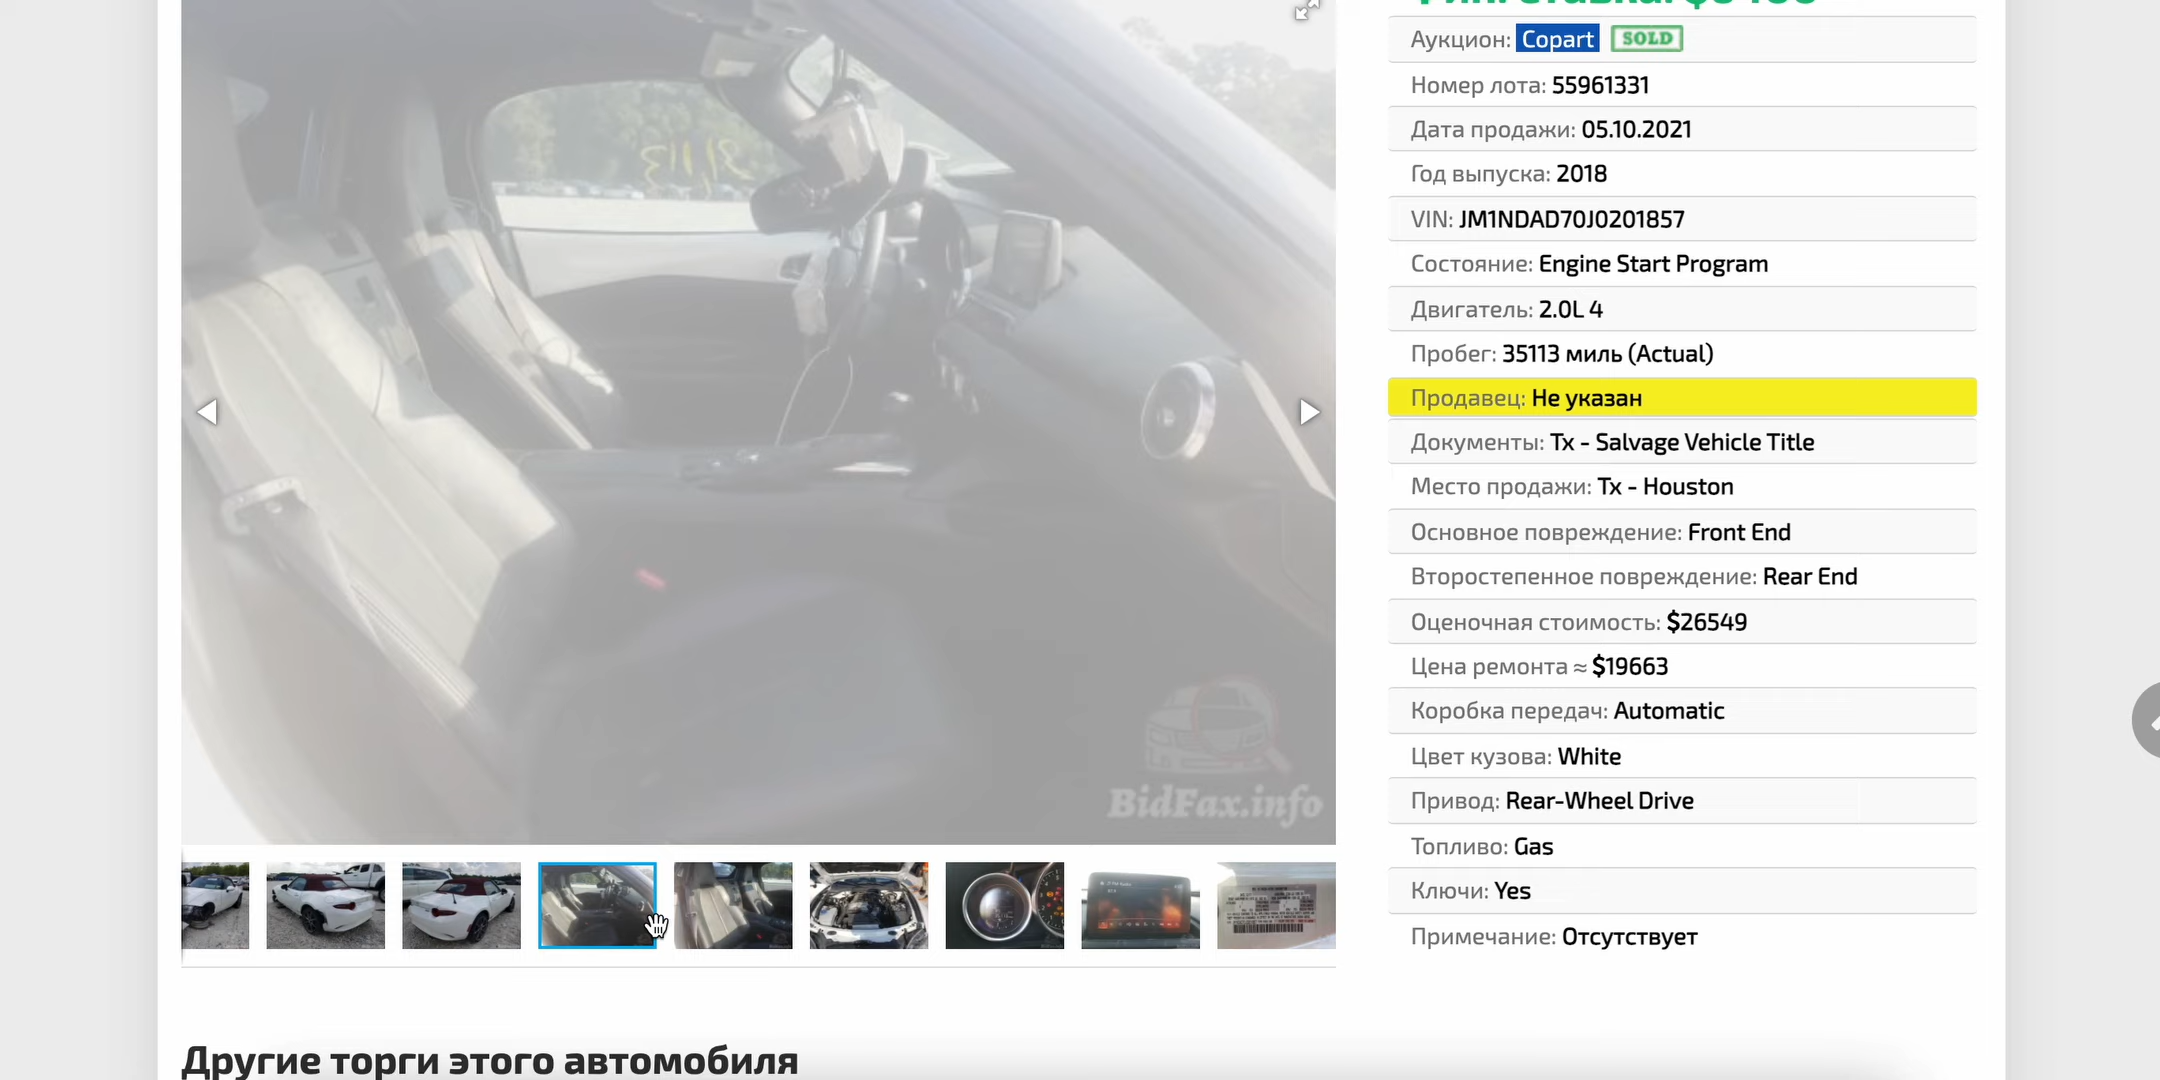 Аукцион: Copart SOLD
Номер лота: 55961331
Дата продажи: 05.10.2021
Год выпуска: 2018
VIN: JM1NDAD70J0201857
Состояние: Engine Start Program
Двигатель: 2.0L 4
Пробег: 35113 миль (Actual)
Продавец: Не указан
Документы: Tx - Salvage Vehicle Title
Место продажи: Tx - Houston
Основное повреждение: Front End
Второстепенное повреждение: Rear End
Оценочная стоимость: $26549
Цена ремонта ≈ $19663
Коробка передач: Automatic
Цвет кузова: White
Привод: Rear-Wheel Drive
Топливо: Gas
Ключи: Yes
Примечание: Отсутствует
BidFax.info
Другие торги этого автомобиля